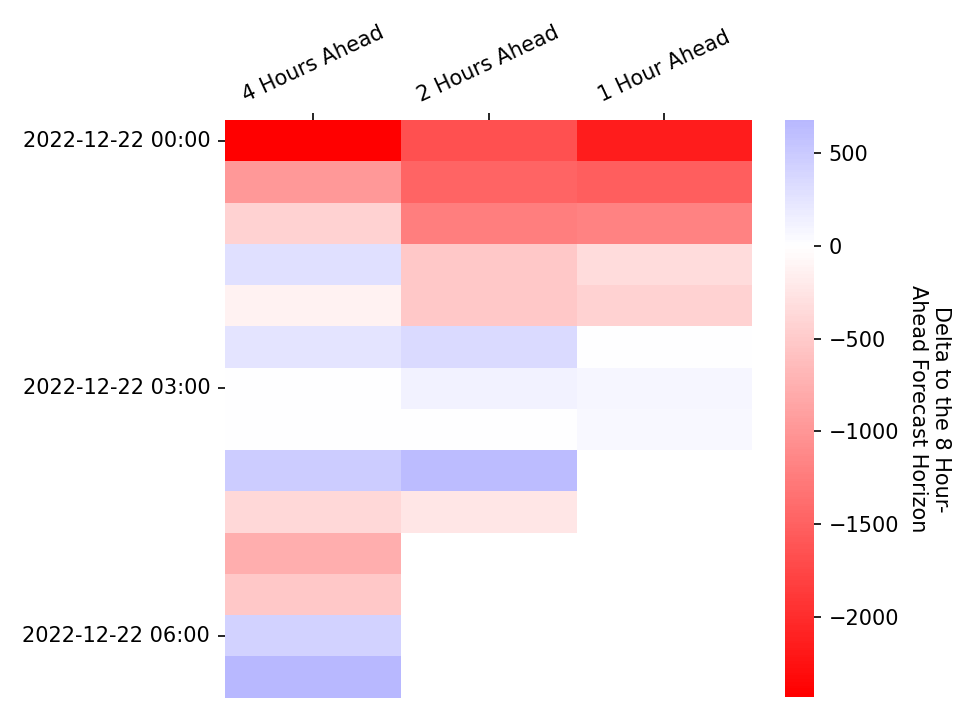 4 Hours Ahead
2 Hours Ahead
1 Hour Ahead
2022-12-22 00:00
2022-12-22 03:00
2022-12-22 06:00
500
0
−500
−1000
−1500
−2000
Delta to the 8 Hour-
Ahead Forecast Horizon